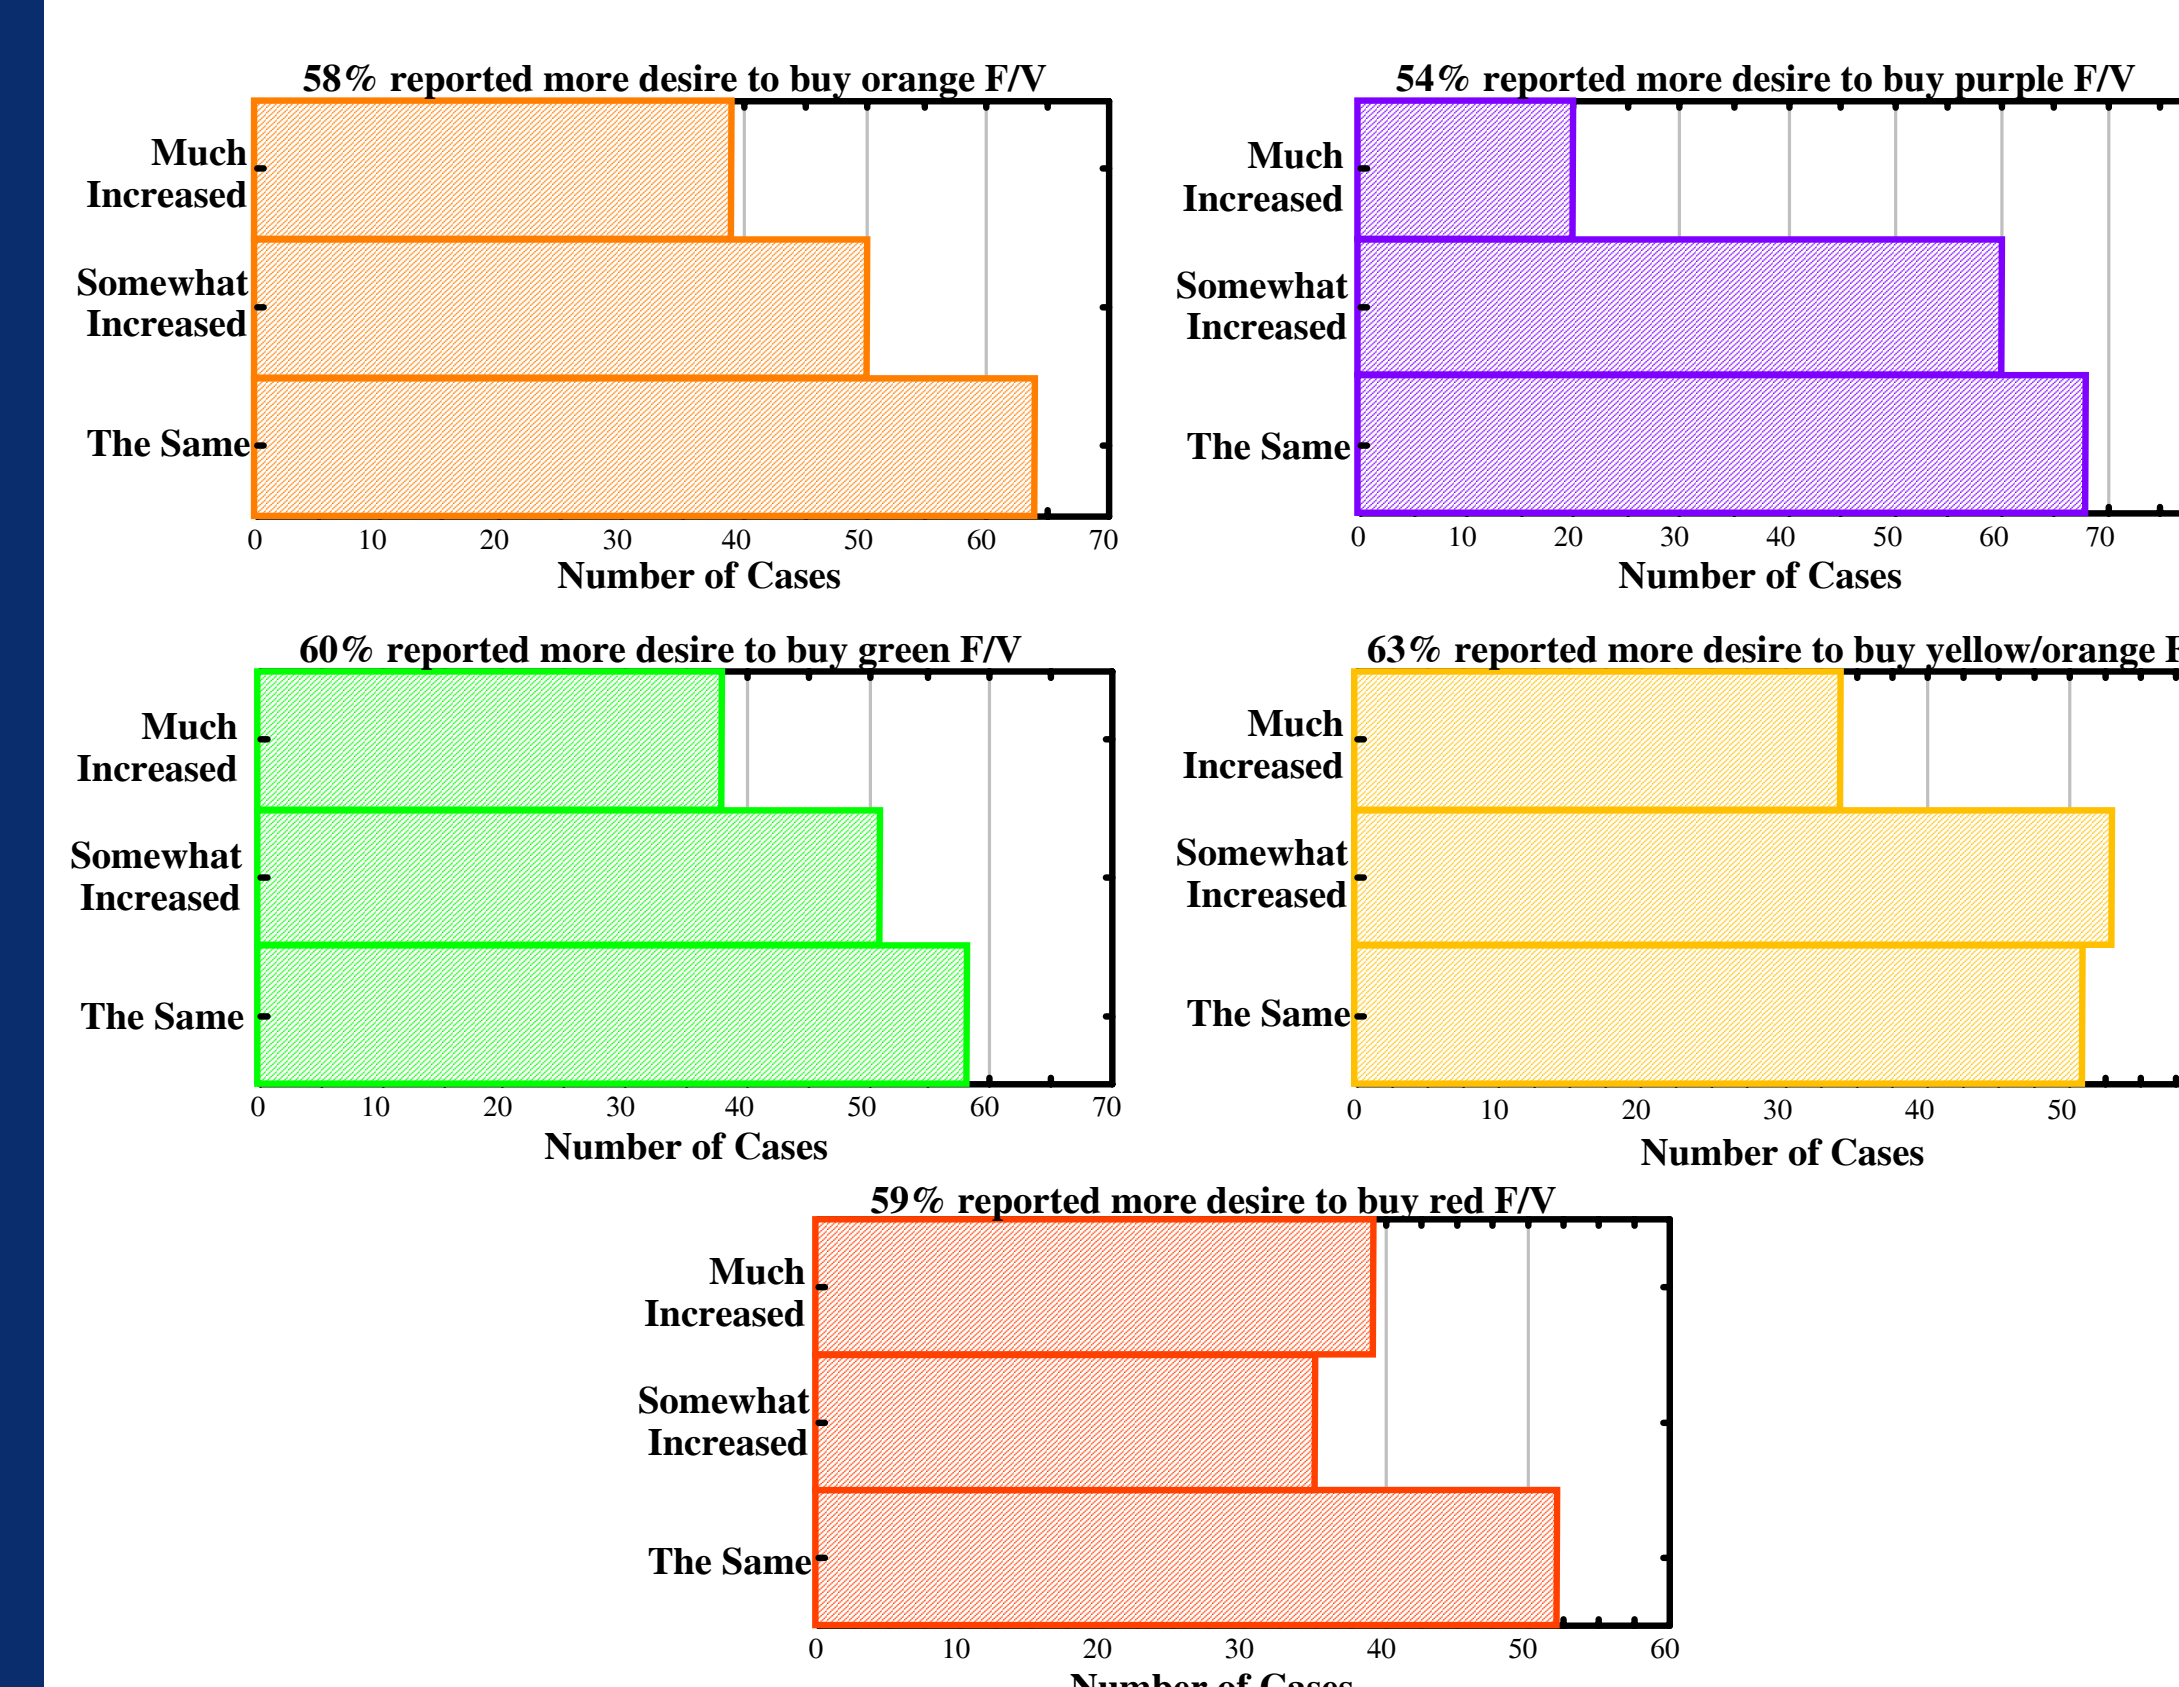 58% reported more desire to buy orange F/V
Much
Increased
Somewhat
Increased
The Same
0 10 20 30 40 50 60 70
Number of Cases
54% reported more desire to buy purple F/V
Much
Increased
Somewhat
Increased
The Same
0 10 20 30 40 50 60 70
Number of Cases
60% reported more desire to buy green F/V
Much
Increased
Somewhat
Increased
The Same
0 10 20 30 40 50 60 70
Number of Cases
63% reported more desire to buy yellow/orange
Much
Increased
Somewhat
Increased
The Same
0 10 20 30 40 50
Number of Cases
59% reported more desire to buy red F/V
Much
Increased
Somewhat
Increased
The Same
0 10 20 30 40 50 60
Number of Cases